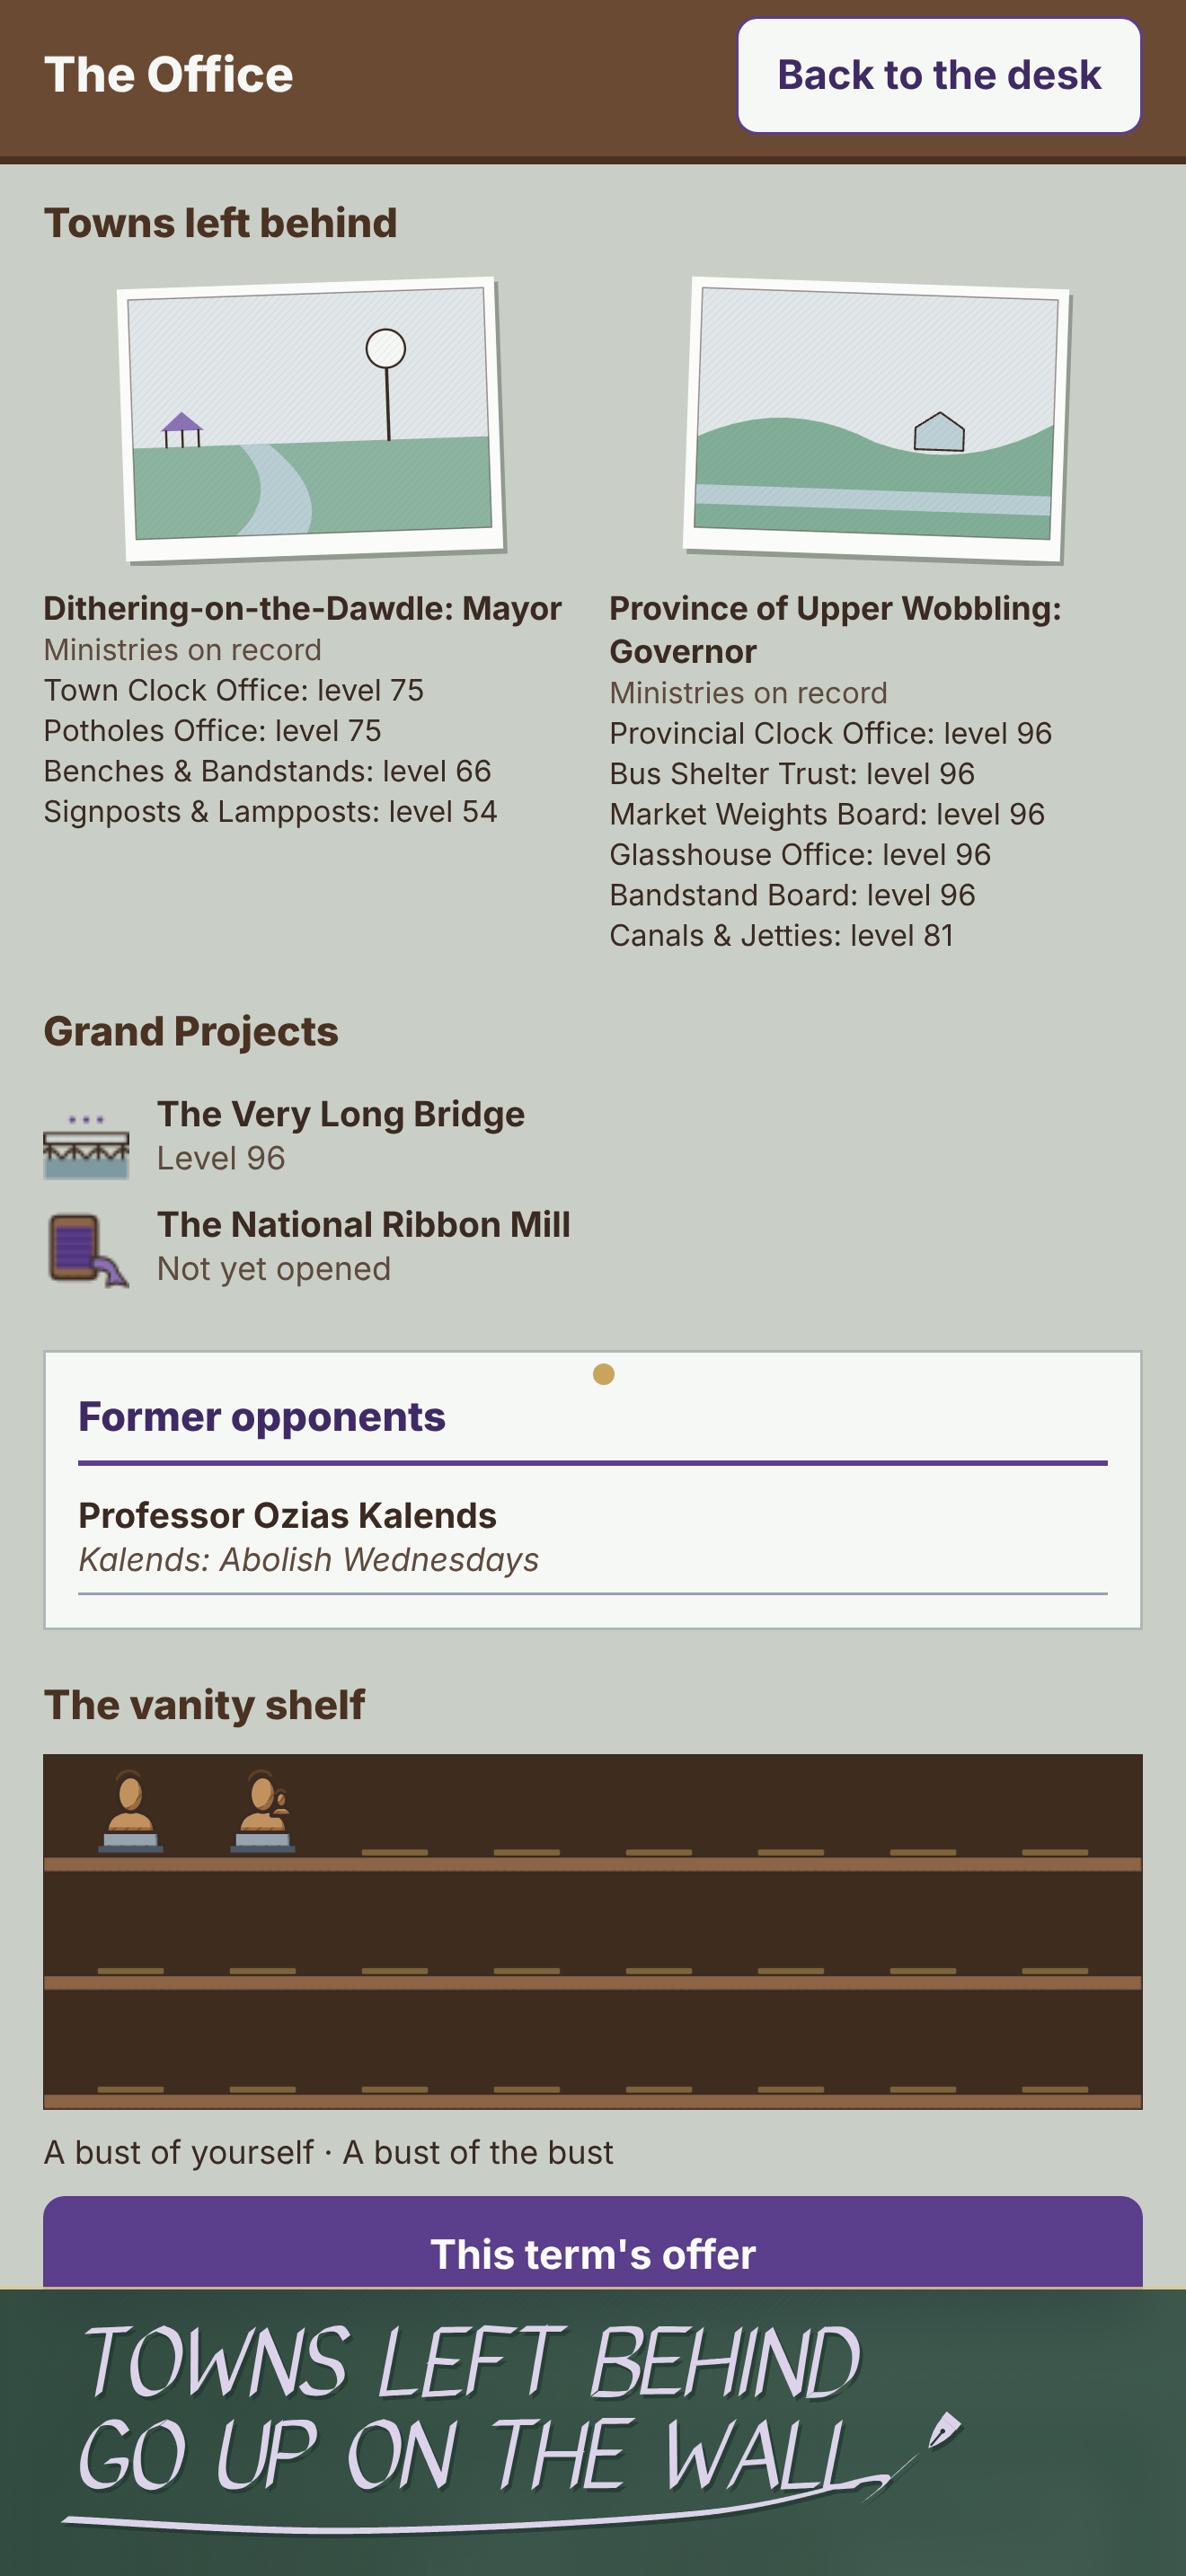 The Office
Back to the desk
Towns left behind
Dithering-on-the-Dawdle: Mayor
Ministries on record
Town Clock Office: level 75
Potholes Office: level 75
Benches & Bandstands: level 66
Signposts & Lampposts: level 54
Province of Upper Wobbling:
Governor
Ministries on record
Provincial Clock Office: level 96
Bus Shelter Trust: level 96
Market Weights Board: level 96
Glasshouse Office: level 96
Bandstand Board: level 96
Canals & Jetties: level 81
Grand Projects
The Very Long Bridge
Level 96
The National Ribbon Mill
Not yet opened
Former opponents
Professor Ozias Kalends
Kalends: Abolish Wednesdays
The vanity shelf
A bust of yourself · A bust of the bust
This term's offer
TOWNS LEFT BEHIND
GO UP ON THE WALL